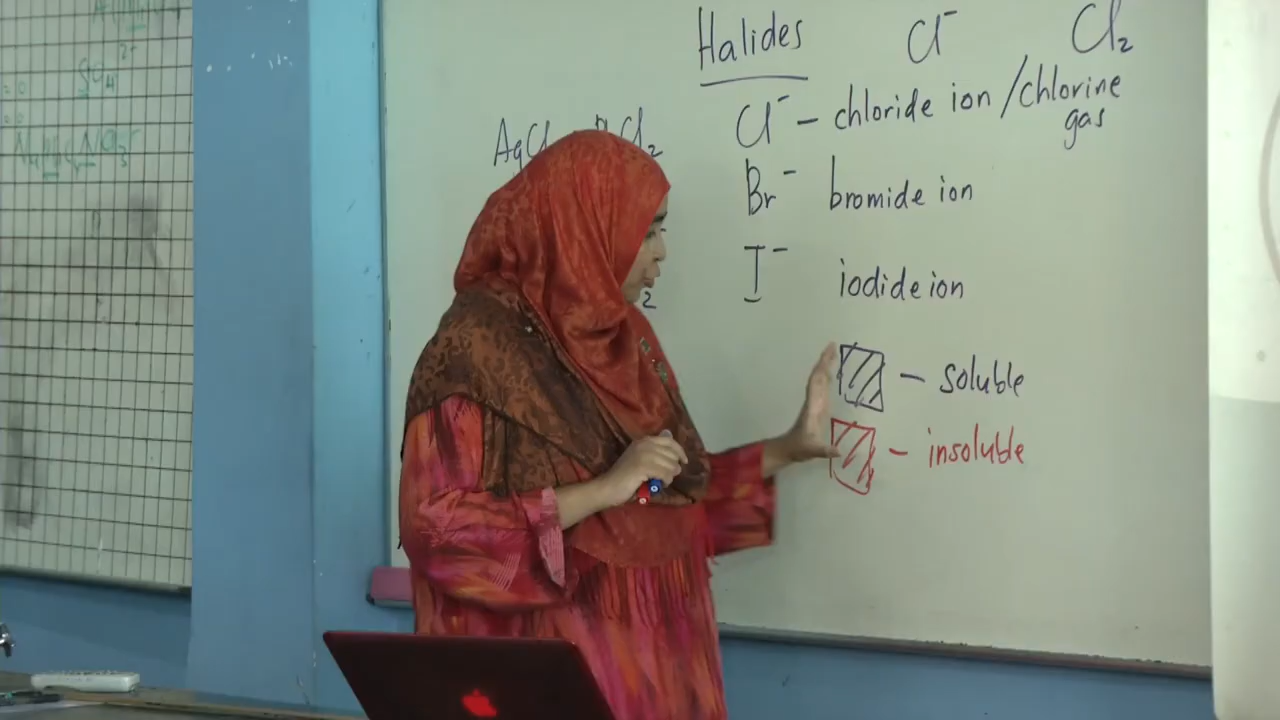 Halides Cl⁻ Cl₂
Cl⁻ – chloride ion / chlorine
gas
AgCl
Br⁻ bromide ion
I⁻ iodide ion
– soluble
– insoluble